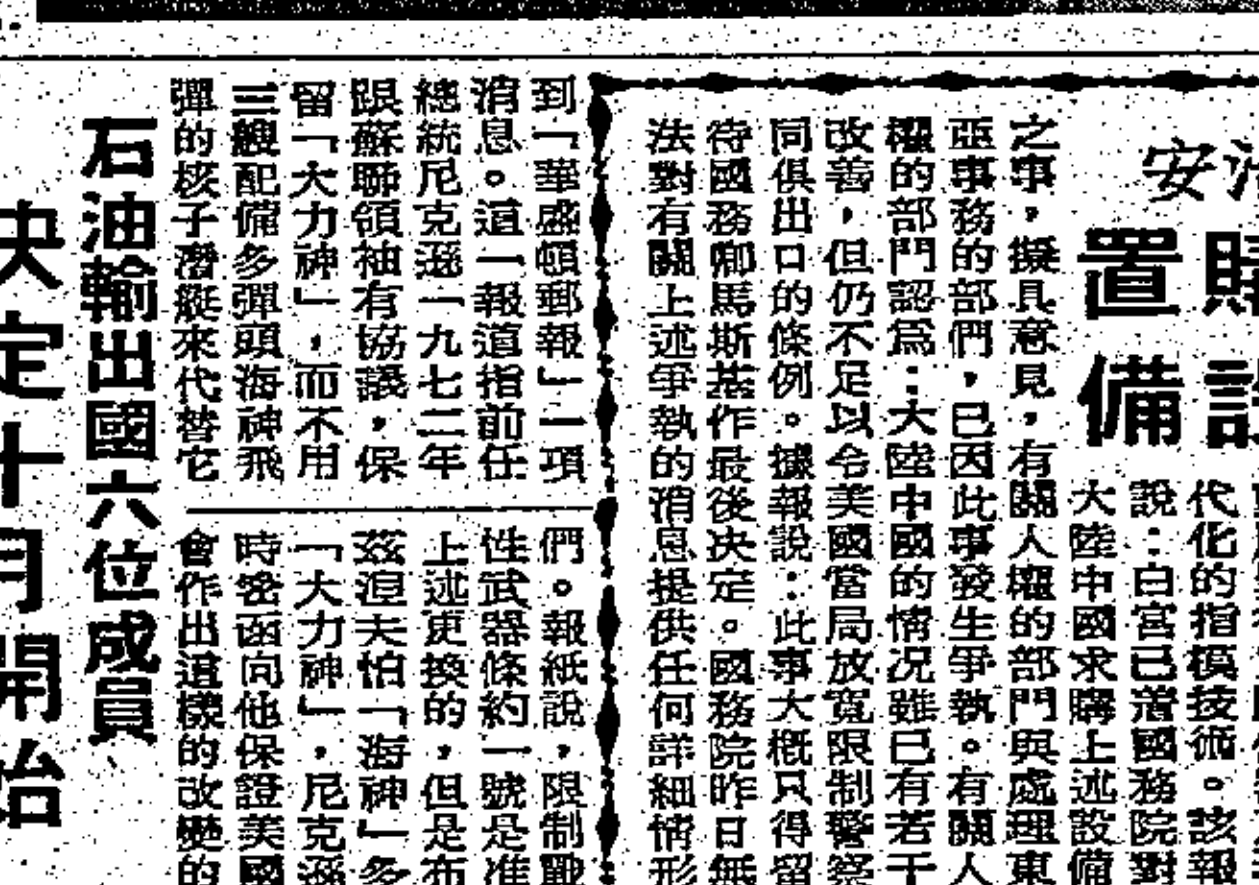 安
置備
代化的指模技術。該報
說：白宮已着國務院對
大陸中國求購上述設備
之事，擬具意見，有關人權的部門與處理東
亞事務的部們，已因此事發生爭執。有關人
權的部門認爲：大陸中國的情况雖已有若干
改善，但仍不足以令美國當局放寬限制警察
同俱出口的條例。據報說：此事大概只得留
待國務卿馬斯基作最後决定。國務院昨日無
法對有關上述爭執的消息提供任何詳細情形
到「華盛頓郵報」一項
消息。這一報道指前任
總統尼克遜一九七二年
跟蘇聯領袖有協議，保
留「大力神」，而不用
三艘配備多彈頭海神飛
彈的核子潛艇來代替它
們。報紙說，限制戰
性武器條約一號是准
上述更換的，但是布
茲湼夫怕「海神」多
「大力神」，尼克遜
時密函向他保證美國
會作出這樣的改變的
石油輸出國六位成員
決定十月開始